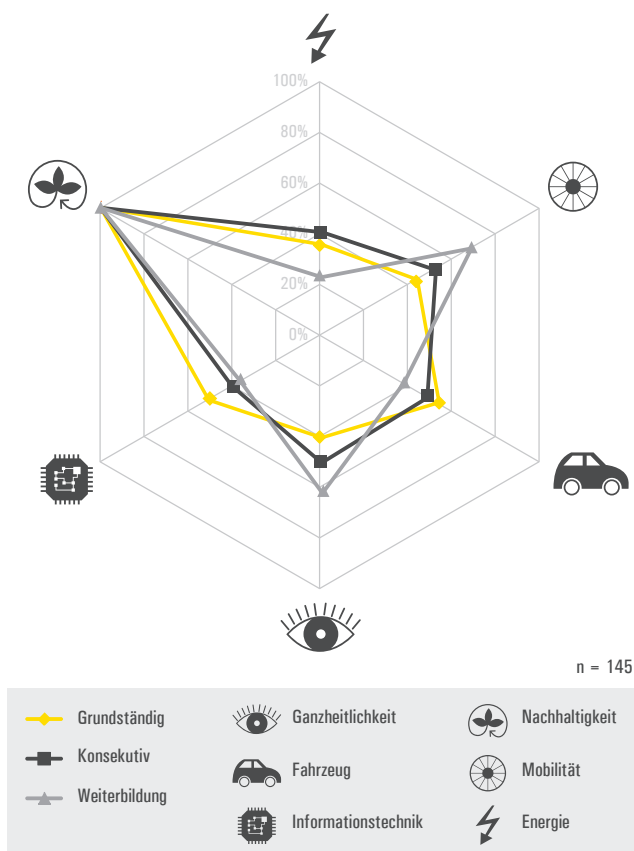 100%
80%
60%
40%
20%
0%
n = 145
Grundständig
Konsekutiv
Weiterbildung
Ganzheitlichkeit
Fahrzeug
Informationstechnik
Nachhaltigkeit
Mobilität
Energie